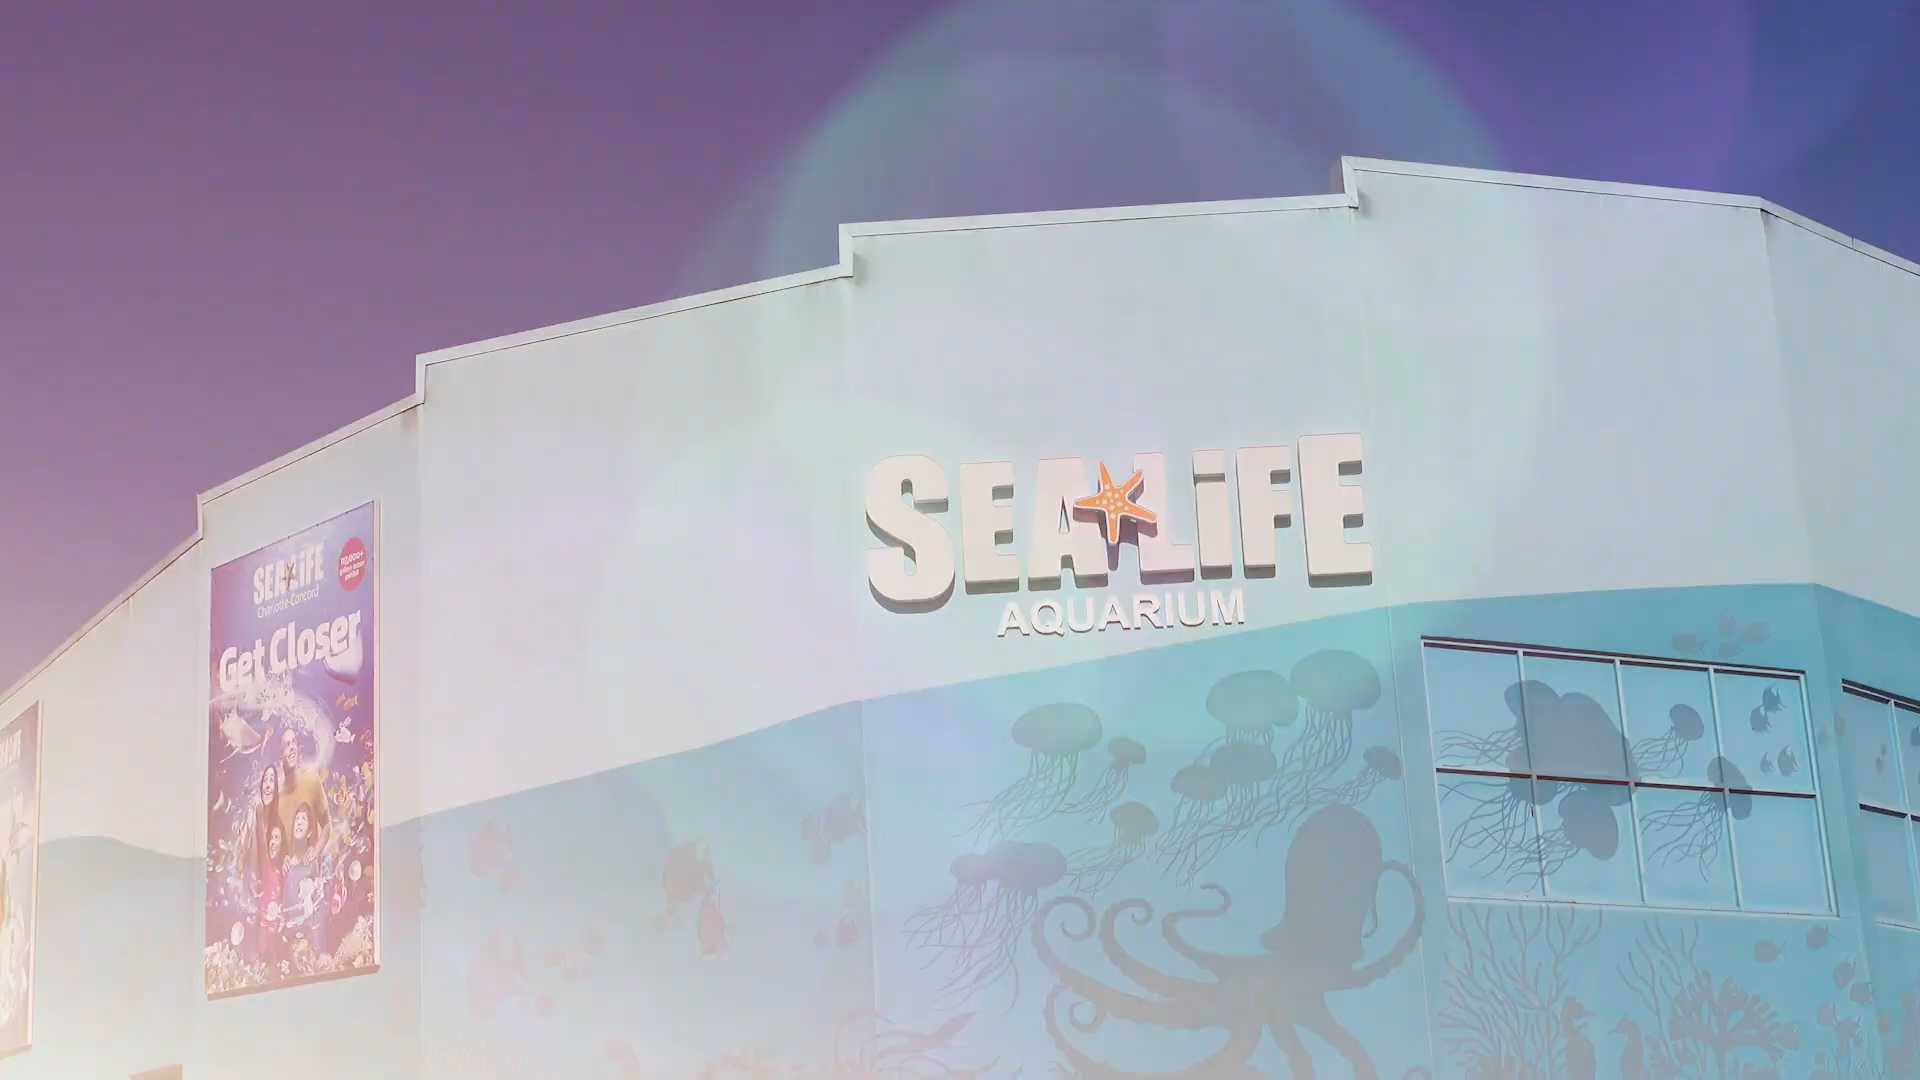 SEA LiFE
AQUARIUM
SEA LiFE
Charlotte-Concord
Get Closer